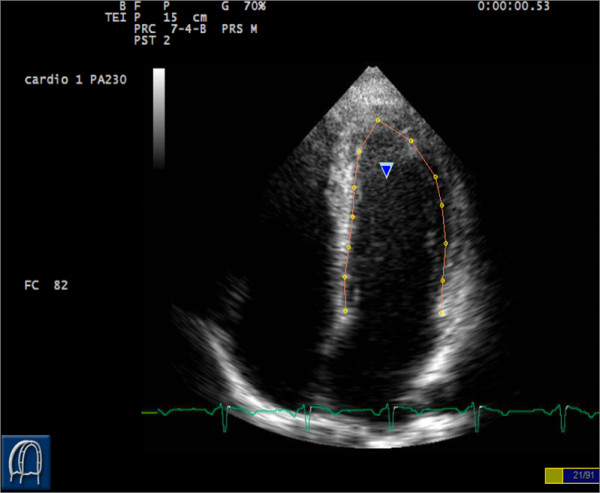 B F P G 70% 0:00:00.53
TEI P 15 cm
PRC 7-4-B PRS M
PST 2
cardio 1 PA230
FC 82
21/91